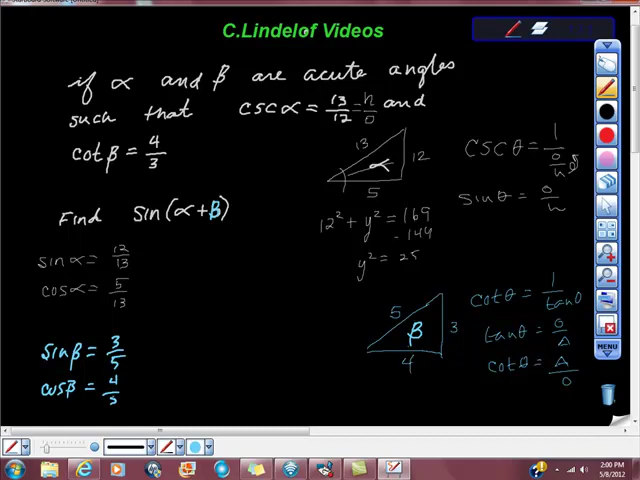 C.Lindelof Videos
if α and β are acute angles
such that csc α = 13/12 = h/o and
cot β = 4/3
Find sin(α+β)
sin α = 12/13
cos α = 5/13
sin β = 3/5
cos β = 4/5
13
12
α
5
12² + y² = 169
- 144
y² = 25
5
β
3
4
csc θ = 1
o/h
sin θ = o/h
cot θ = 1/tan θ
tan θ = o/A
cot θ = A/o
MENU
2:00 PM
5/8/2012